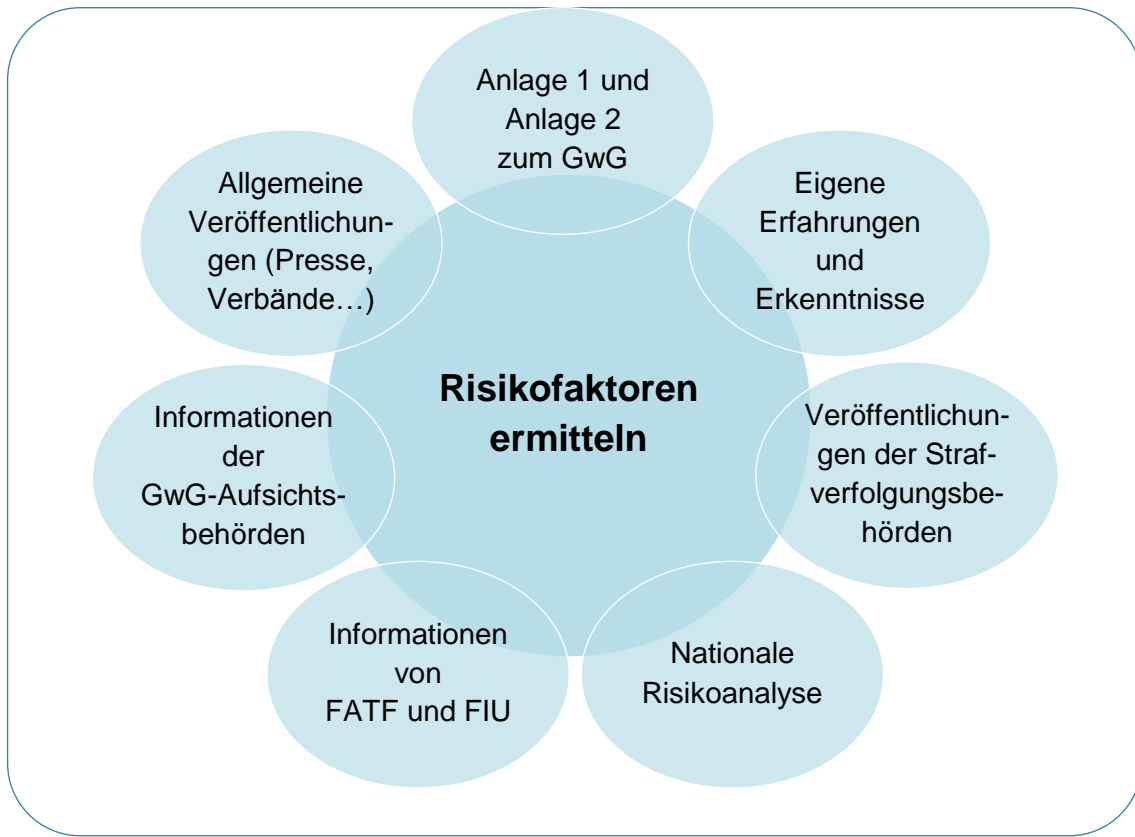 Anlage 1 und
Anlage 2
zum GwG
Eigene
Erfahrungen
und
Erkenntnisse
Veröffentlichun-
gen der Straf-
verfolgungsbe-
hörden
Nationale
Risikoanalyse
Informationen
von
FATF und FIU
Informationen
der
GwG-Aufsichts-
behörden
Allgemeine
Veröffentlichun-
gen (Presse,
Verbände…)
Risikofaktoren
ermitteln